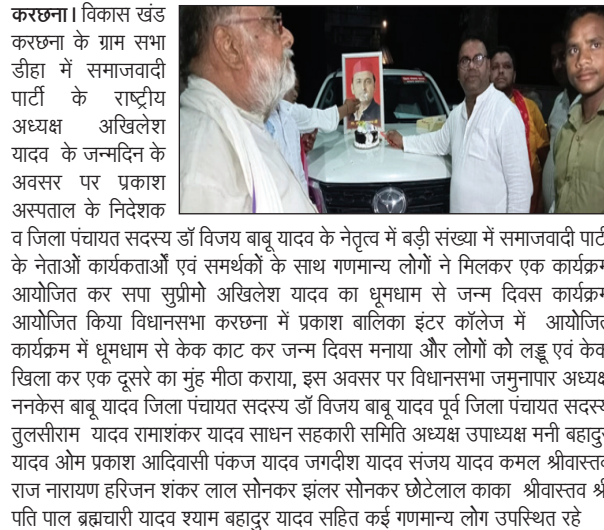 करछना। विकास खंड
करछना के ग्राम सभा
डीहा में समाजवादी
पार्टी के राष्ट्रीय
अध्यक्ष अखिलेश
यादव के जन्मदिन के
अवसर पर प्रकाश
अस्पताल के निदेशक
व जिला पंचायत सदस्य डॉ विजय बाबू यादव के नेतृत्व में बड़ी संख्या में समाजवादी पार्टी
के नेताओं कार्यकर्ताओं एवं समर्थकों के साथ गणमान्य लोगों ने मिलकर एक कार्यक्रम
आयोजित कर सपा सुप्रीमो अखिलेश यादव का धूमधाम से जन्म दिवस कार्यक्रम
आयोजित किया विधानसभा करछना में प्रकाश बालिका इंटर कॉलेज में आयोजित
कार्यक्रम में धूमधाम से केक काट कर जन्म दिवस मनाया और लोगों को लड्डू एवं केक
खिला कर एक दूसरे का मुंह मीठा कराया, इस अवसर पर विधानसभा जमुनापार अध्यक्ष
ननकेस बाबू यादव जिला पंचायत सदस्य डॉ विजय बाबू यादव पूर्व जिला पंचायत सदस्य
तुलसीराम यादव रामाशंकर यादव साधन सहकारी समिति अध्यक्ष उपाध्यक्ष मनी बहादुर
यादव ओम प्रकाश आदिवासी पंकज यादव जगदीश यादव संजय यादव कमल श्रीवास्तव
राज नारायण हरिजन शंकर लाल सोनकर झंलर सोनकर छोटेलाल काका श्रीवास्तव श्री
पति पाल ब्रह्मचारी यादव श्याम बहादुर यादव सहित कई गणमान्य लोग उपस्थित रहे